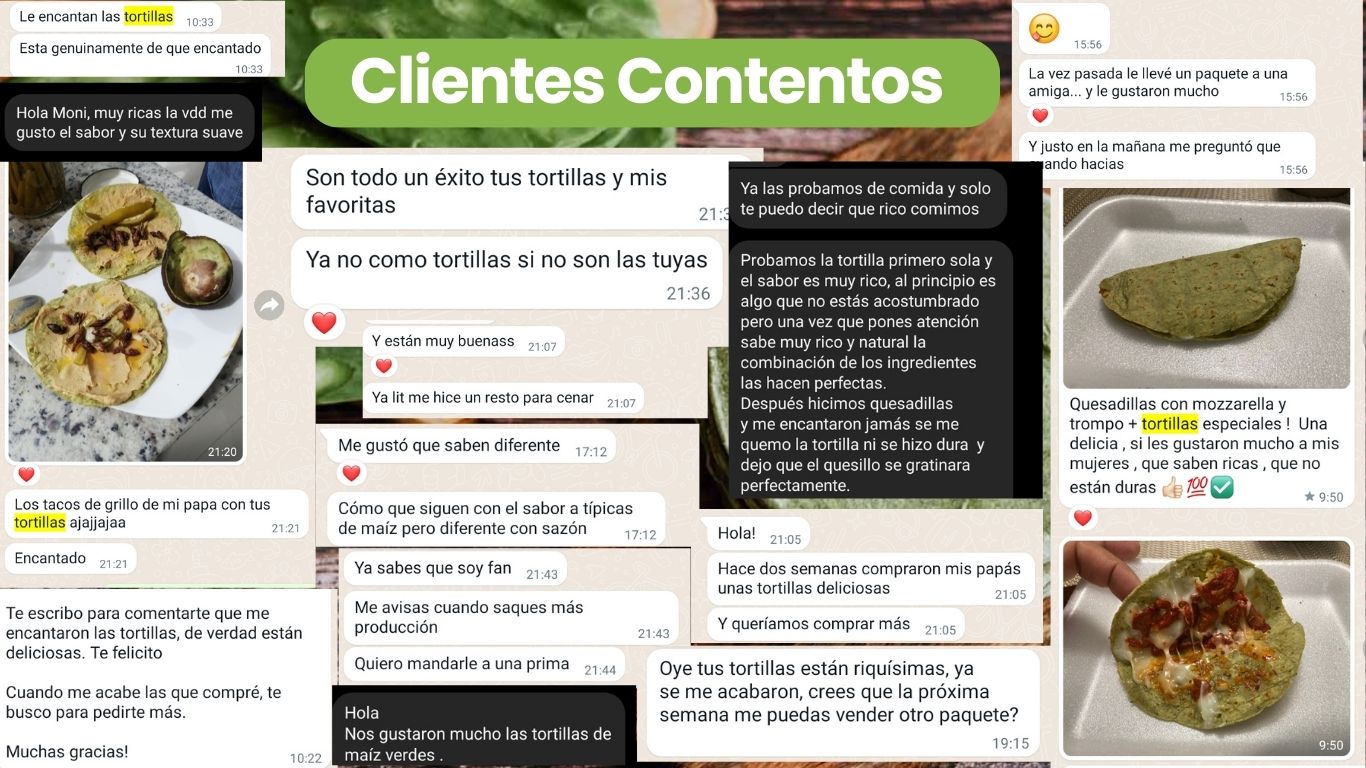 Le encantan las tortillas 10:33
Esta genuinamente de que encantado
10:33
Hola Moni, muy ricas la vdd me
gusto el sabor y su textura suave
Clientes Contentos
😋 15:56
La vez pasada le llevé un paquete a una
amiga... y le gustaron mucho 15:56
❤️
Y justo en la mañana me preguntó que
cuando hacias 15:56
21:20
❤️
Los tacos de grillo de mi papa con tus
tortillas ajajjajaa 21:21
Encantado 21:21
Te escribo para comentarte que me
encantaron las tortillas, de verdad están
deliciosas. Te felicito
Cuando me acabe las que compré, te
busco para pedirte más.
Muchas gracias! 10:22
Son todo un éxito tus tortillas y mis
favoritas
Ya no como tortillas si no son las tuyas
21:36
❤️
Y están muy buenass 21:07
❤️
Ya lit me hice un resto para cenar 21:07
Me gustó que saben diferente 17:12
❤️
Cómo que siguen con el sabor a típicas
de maíz pero diferente con sazón 17:12
Ya sabes que soy fan 21:43
Me avisas cuando saques más
producción 21:43
Quiero mandarle a una prima 21:44
Hola
Nos gustaron mucho las tortillas de
maíz verdes .
Ya las probamos de comida y solo
te puedo decir que rico comimos
Probamos la tortilla primero sola y
el sabor es muy rico, al principio es
algo que no estás acostumbrado
pero una vez que pones atención
sabe muy rico y natural la
combinación de los ingredientes
las hacen perfectas.
Después hicimos quesadillas
y me encantaron jamás se me
quemo la tortilla ni se hizo dura y
dejo que el quesillo se gratinara
perfectamente.
Hola! 21:05
Hace dos semanas compraron mis papás
unas tortillas deliciosas 21:05
Y queríamos comprar más 21:05
Oye tus tortillas están riquísimas, ya
se me acabaron, crees que la próxima
semana me puedas vender otro paquete?
19:15
Quesadillas con mozzarella y
trompo + tortillas especiales ! Una
delicia , si les gustaron mucho a mis
mujeres , que saben ricas , que no
están duras 👍🏻💯✅ ★ 9:50
❤️
9:50